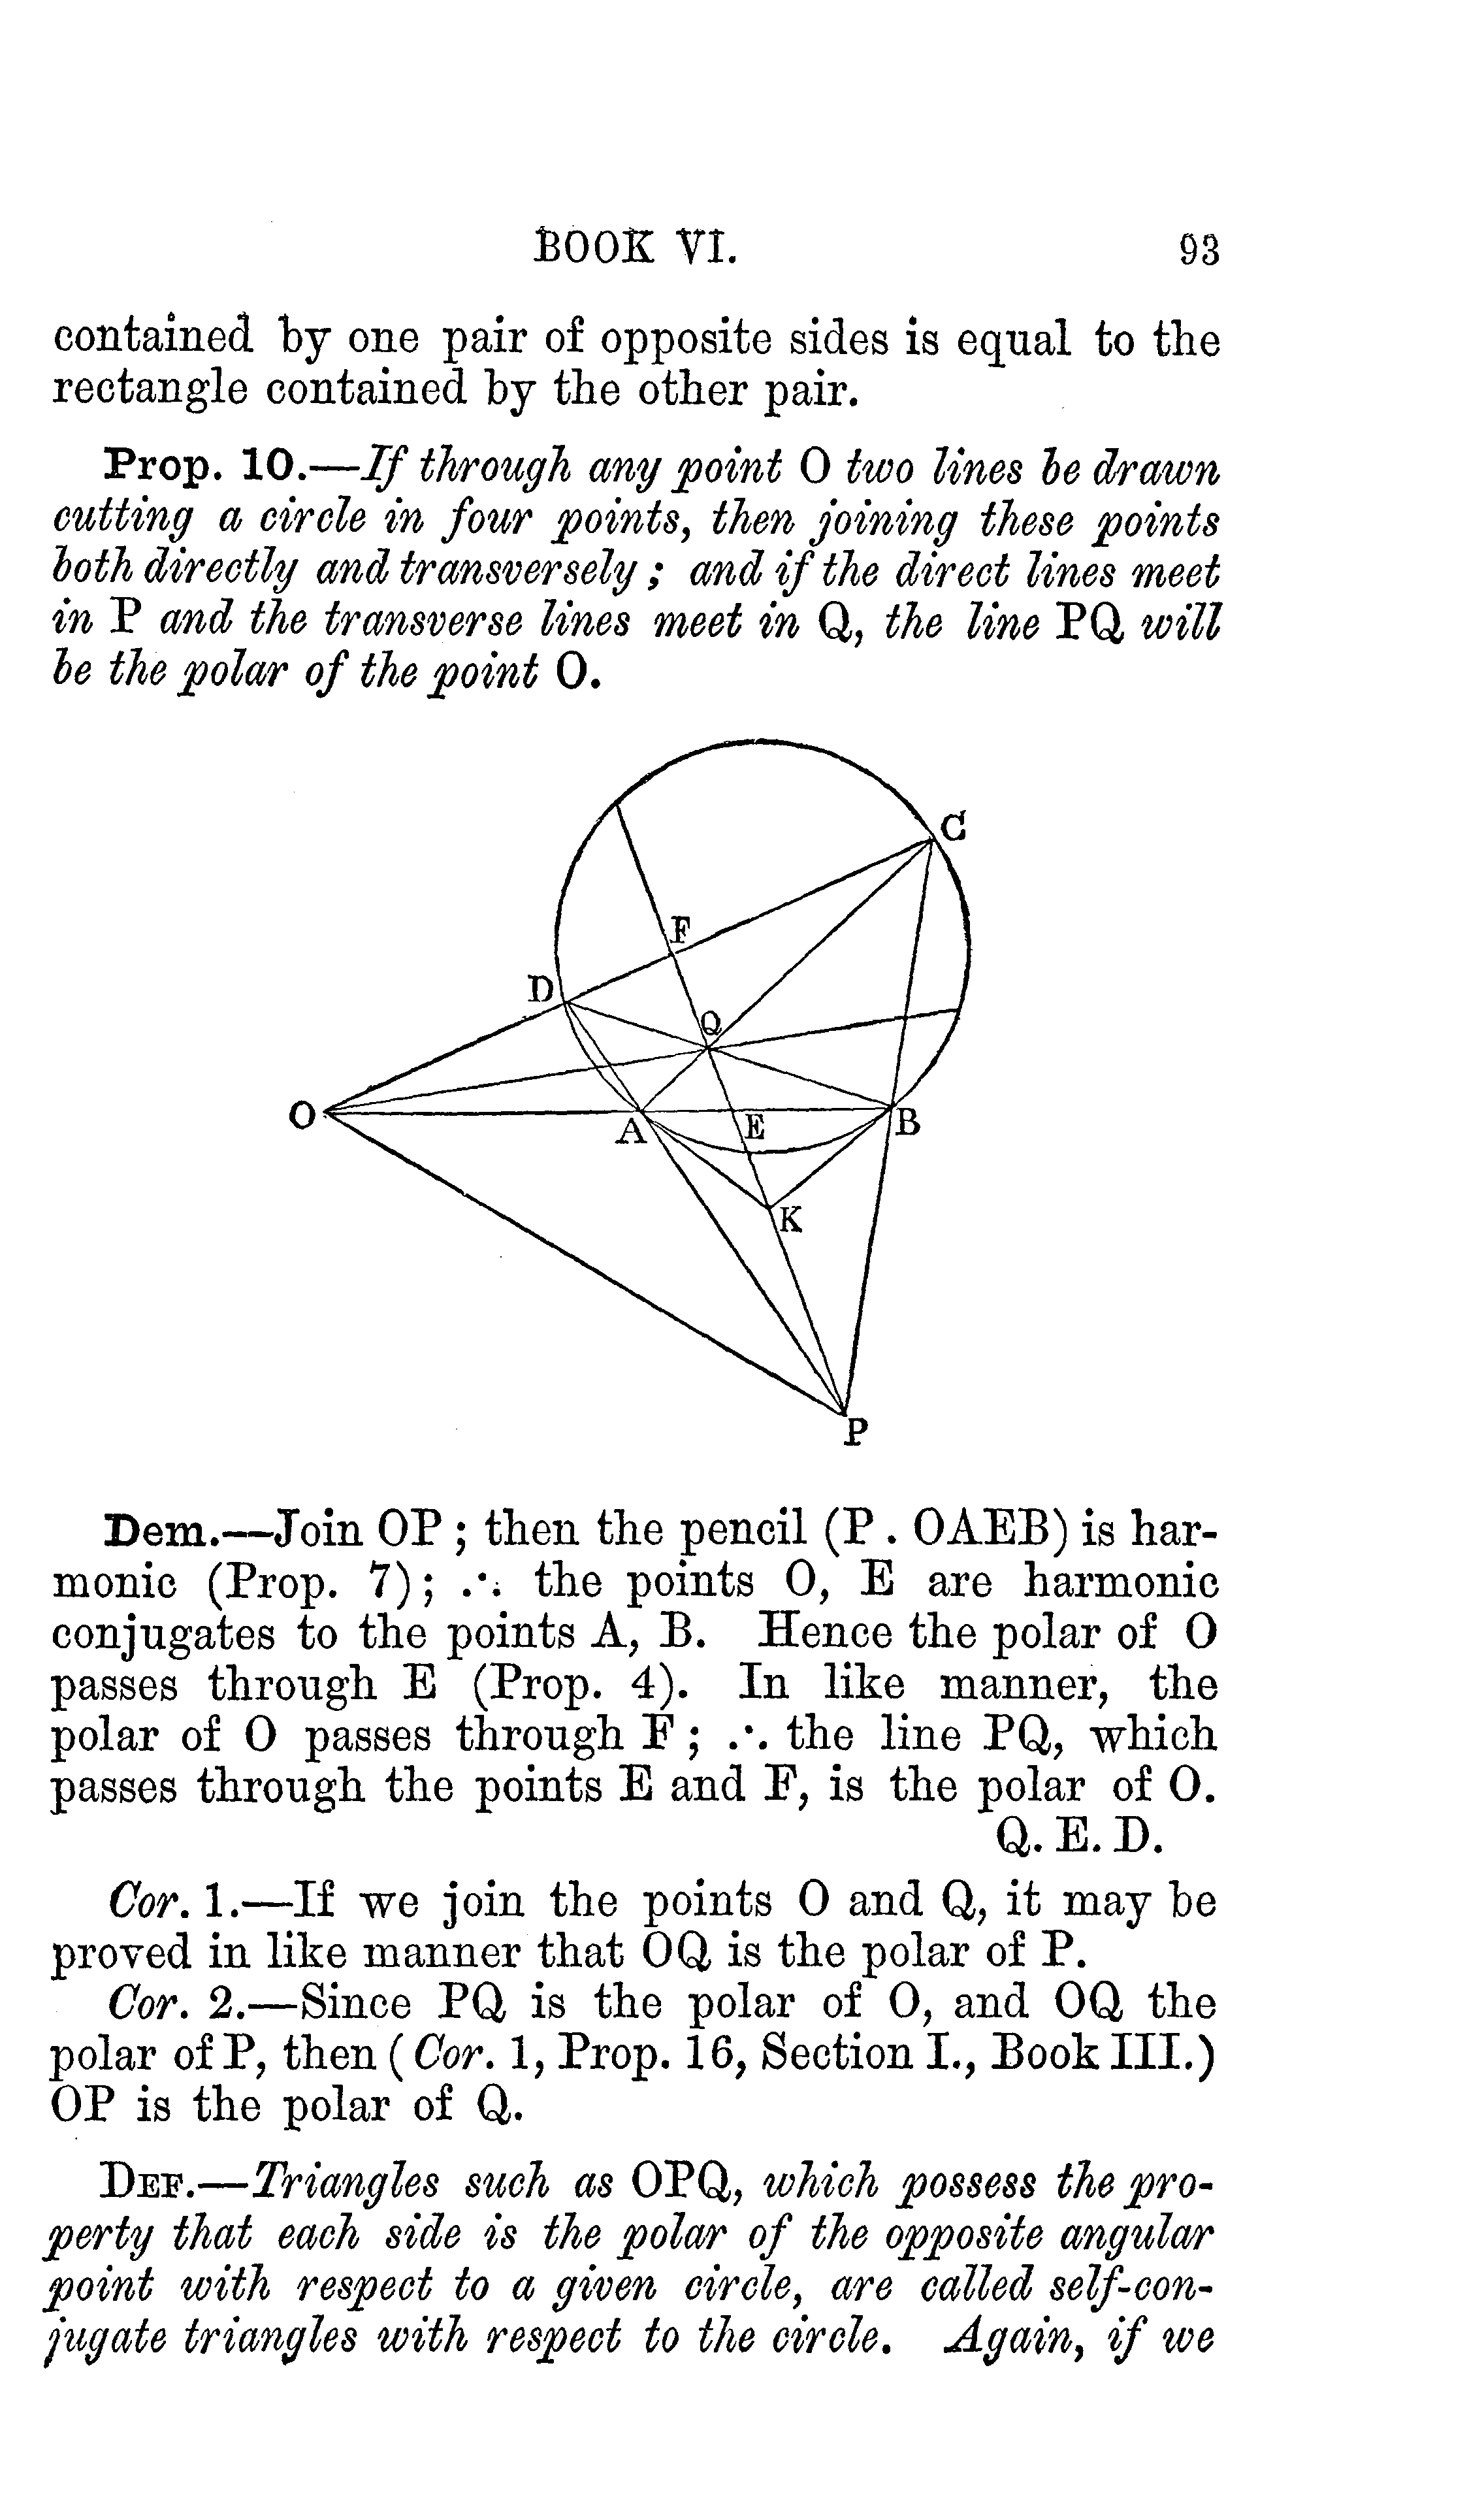 BOOK VI. 93
contained by one pair of opposite sides is equal to the
rectangle contained by the other pair.
Prop. 10.—If through any point O two lines be drawn
cutting a circle in four points, then joining these points
both directly and transversely; and if the direct lines meet
in P and the transverse lines meet in Q, the line PQ will
be the polar of the point O.
C
F
D
Q
O
A
E
B
K
P
Dem.—Join OP; then the pencil (P . OAEB) is har-
monic (Prop. 7); ∴ the points O, E are harmonic
conjugates to the points A, B. Hence the polar of O
passes through E (Prop. 4). In like manner, the
polar of O passes through F; ∴ the line PQ, which
passes through the points E and F, is the polar of O.
Q. E. D.
Cor. 1.—If we join the points O and Q, it may be
proved in like manner that OQ is the polar of P.
Cor. 2.—Since PQ is the polar of O, and OQ the
polar of P, then (Cor. 1, Prop. 16, Section I., Book III.)
OP is the polar of Q.
DEF.—Triangles such as OPQ, which possess the pro-
perty that each side is the polar of the opposite angular
point with respect to a given circle, are called self-con-
jugate triangles with respect to the circle. Again, if we